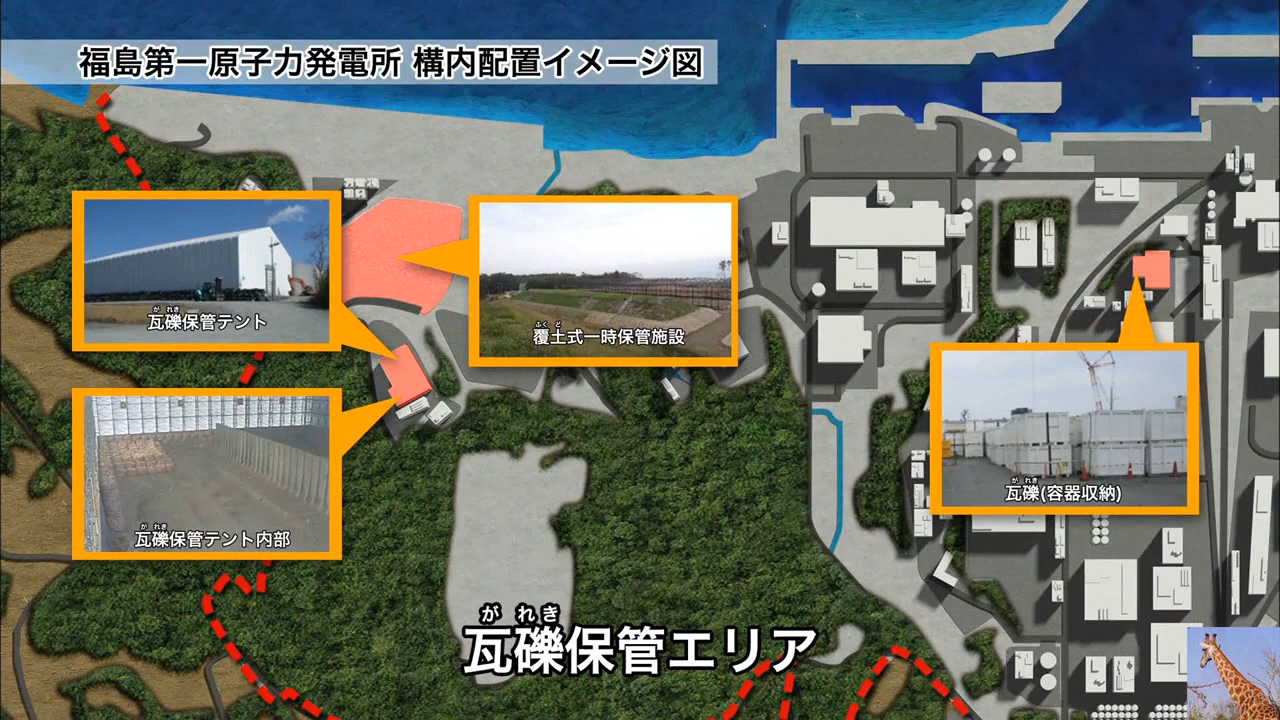 福島第一原子力発電所 構内配置イメージ図
が れき
瓦礫保管テント
ふく ど
覆土式一時保管施設
が れき
瓦礫保管テント内部
が れき
瓦礫(容器収納)
が れき
瓦礫保管エリア